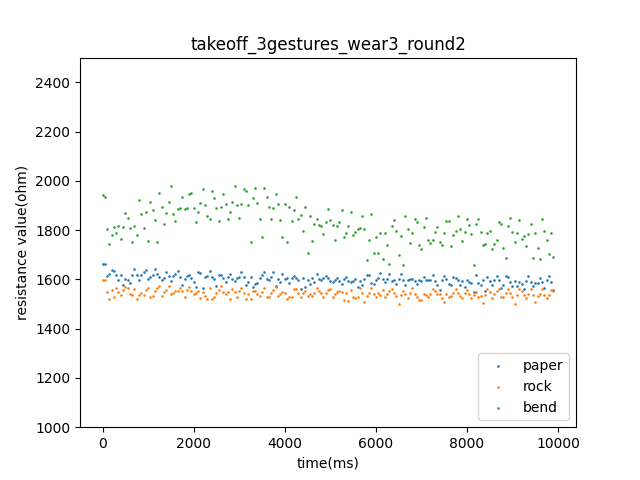 takeoff_3gestures_wear3_round2
resistance value(ohm)
2400
2200
2000
1800
1600
1400
1200
1000
paper
rock
bend
0
2000
4000
6000
8000
10000
time(ms)